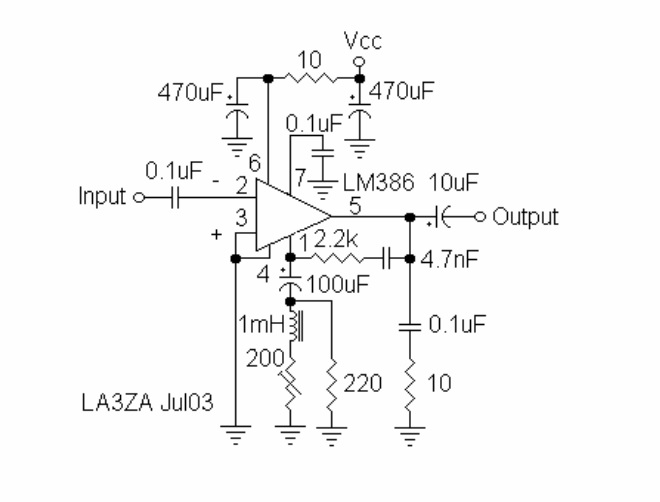 Vcc
10
470uF
470uF
0.1uF
6
7
0.1uF
-
2
LM386
10uF
Input
5
Output
3
+
1
2.2k
4
4.7nF
100uF
1mH
0.1uF
200
220
10
LA3ZA Jul03